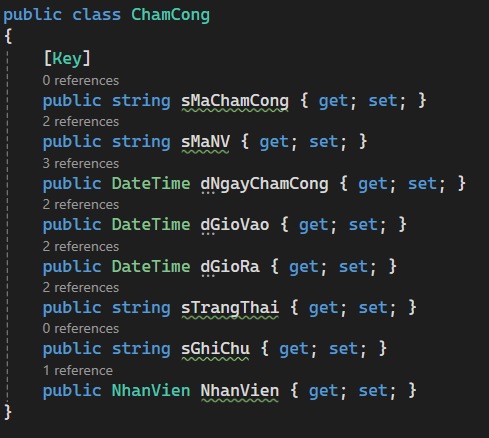 public class ChamCong
{
[Key]
0 references
public string sMaChamCong { get; set; }
2 references
public string sMaNV { get; set; }
3 references
public DateTime dNgayChamCong { get; set; }
2 references
public DateTime dGioVao { get; set; }
2 references
public DateTime dGioRa { get; set; }
2 references
public string sTrangThai { get; set; }
0 references
public string sGhiChu { get; set; }
1 reference
public NhanVien NhanVien { get; set; }
}